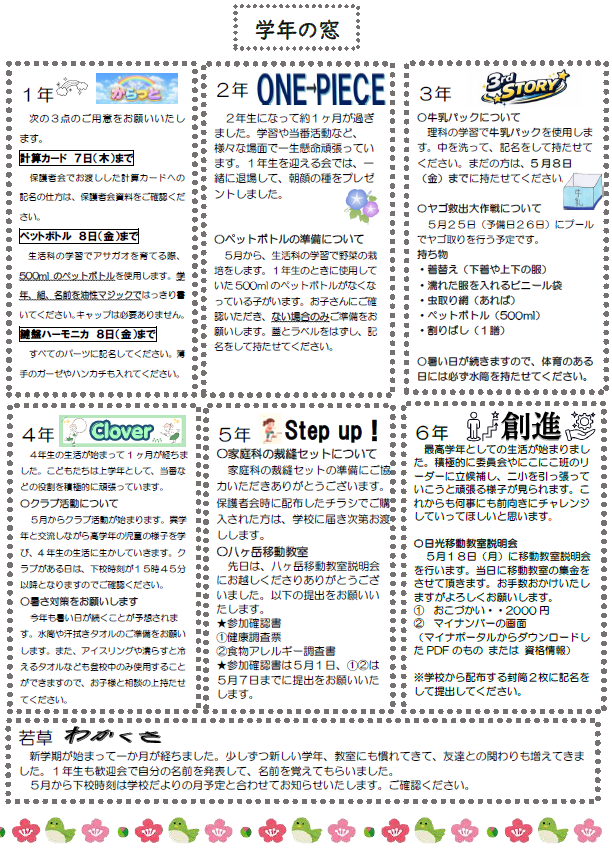 学年の窓
1年
からっと
次の3点のご用意をお願いいたし
ます。
計算カード 7日(木)まで
保護者会でお渡しした計算カードへの
記名の仕方は、保護者会資料をご確認くだ
さい。
ペットボトル 8日(金)まで
生活科の学習でアサガオを育てる際、
500ml のペットボトルを使用します。学
年、組、名前を油性マジックではっきり書
いてください。キャップは必要ありません。
鍵盤ハーモニカ 8日(金)まで
すべてのパーツに記名してください。薄
手のガーゼやハンカチも入れてください。
2年
ONE→PIECE
2年生になって約1ヶ月が過ぎ
ました。学習や当番活動など、
様々な場面で一生懸命頑張ってい
ます。1年生を迎える会では、一
緒に退場して、朝顔の種をプレゼ
ントしました。
○ペットボトルの準備について
5月から、生活科の学習で野菜の栽
培をします。1年生のときに使用して
いた500mlのペットボトルがなくな
っている子がいます。お子さんにご確
認いただき、ない場合のみご準備をお
願いします。蓋とラベルをはずし、記
名をして持たせてください。
3年
3rd STORY
○牛乳パックについて
理科の学習で牛乳パックを使用しま
す。中を洗って、記名をして持たせて
ください。まだの方は、5月8日
(金)までに持たせてください。
牛乳
○ヤゴ救出大作戦について
5月25日(予備日26日)にプール
でヤゴ取りを行う予定です。
持ち物
・着替え(下着や上下の服)
・濡れた服を入れるビニール袋
・虫取り網(あれば)
・ペットボトル(500ml)
・割りばし(1膳)
○暑い日が続きますので、体育のある
日には必ず水筒を持たせてください。
4年
Clover
4年生の生活が始まって1ヶ月が経ちま
した。こどもたちは上学年として、当番な
どの役割を積極的に頑張っています。
○クラブ活動について
5月からクラブ活動が始まります。異学
年と交流しながら高学年の児童の様子を学
び、4年生の生活に生かしていきます。ク
ラブがある日は、下校時刻が15時45分
以降となりますのでご確認ください。
○暑さ対策をお願いします
今年も暑い日が続くことが予想されま
す。水筒や汗拭きタオルのご準備をお願い
します。また、アイスリングや濡らすと冷
えるタオルなども登校中のみ使用すること
ができますので、お子様と相談の上持たせ
てください。
5年
Step up!
○家庭科の裁縫セットについて
家庭科の裁縫セットの準備にご協
力いただきありがとうございます。
保護者会時に配布したチラシでご購
入された方は、学校に届き次第お渡
しします。
○八ヶ岳移動教室
先日は、八ヶ岳移動教室説明会
にお越しくださりありがとうござ
いました。以下の提出をお願いい
たします。
★参加確認書
①健康調査票
②食物アレルギー調査書
★参加確認書は5月1日、①②は
5月7日までに提出をお願いいた
します。
6年
創進
最高学年としての生活が始まりまし
た。積極的に委員会やにこにこ班のリ
ーダーに立候補し、二小を引っ張って
いこうと頑張る様子が見られます。こ
れからも何事にも前向きにチャレンジ
していってほしいと思います。
○日光移動教室説明会
5月18日(月)に移動教室説明会
を行います。当日に移動教室の集金を
させて頂きます。お手数おかけいたし
ますがよろしくお願いします。
① おこづかい・・2000円
② マイナンバーの画面
(マイナポータルからダウンロードし
たPDFのもの または 資格情報)
※学校から配布する封筒2枚に記名を
して提出してください。
若草 わかくさ
新学期が始まって一か月が経ちました。少しずつ新しい学年、教室にも慣れてきて、友達との関わりも増えてきま
した。1年生も歓迎会で自分の名前を発表して、名前を覚えてもらいました。
5月から下校時刻は学校だよりの月予定と合わせてお知らせいたします。ご確認ください。